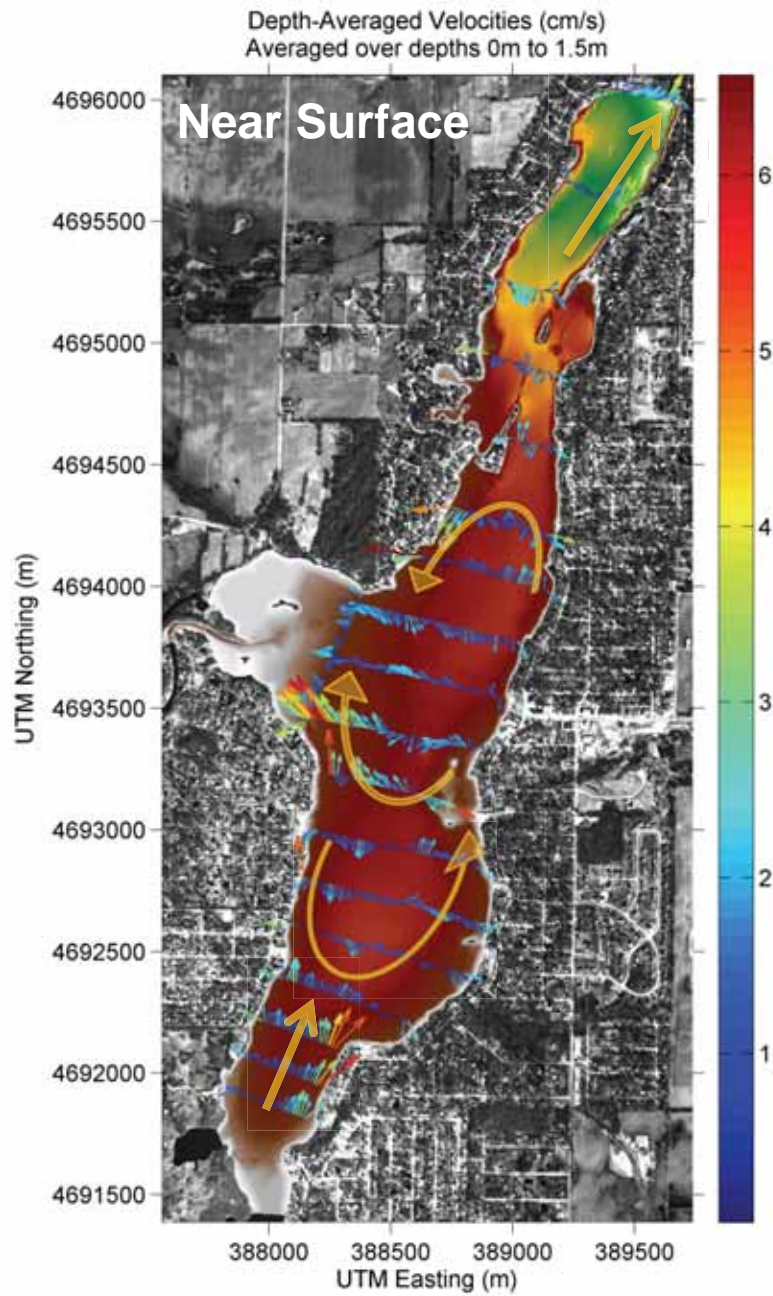 Depth-Averaged Velocities (cm/s)
Averaged over depths 0m to 1.5m
Near Surface
4696000
4695500
4695000
4694500
4694000
4693500
4693000
4692500
4692000
4691500
UTM Northing (m)
388000 388500 389000 389500
UTM Easting (m)
6
5
4
3
2
1